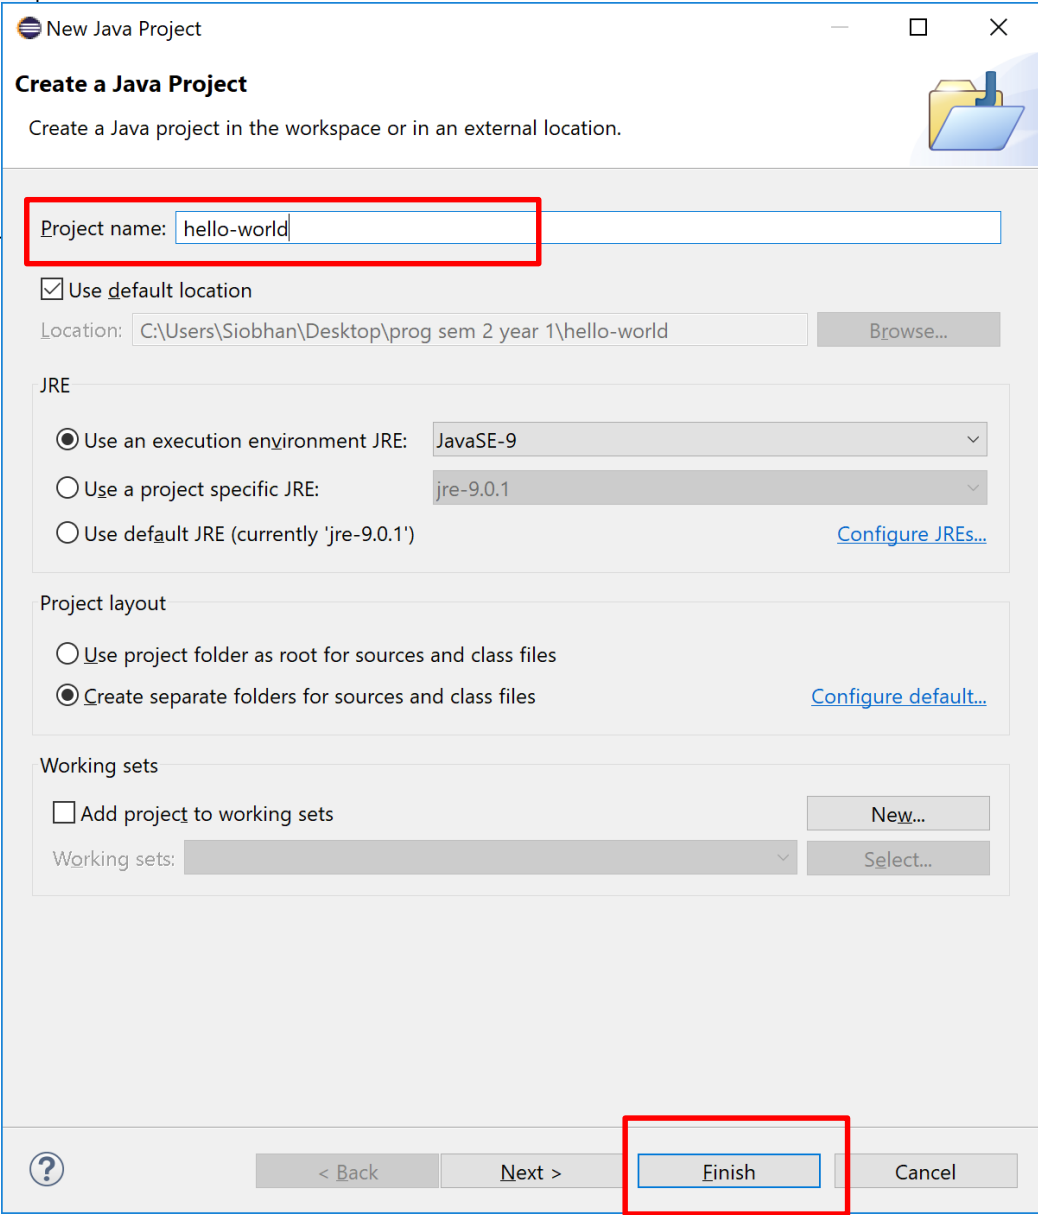 New Java Project
Create a Java Project
Create a Java project in the workspace or in an external location.
Project name: hello-world
Use default location
Location: C:\Users\Siobhan\Desktop\prog sem 2 year 1\hello-world Browse...
JRE
Use an execution environment JRE: JavaSE-9
Use a project specific JRE: jre-9.0.1
Use default JRE (currently 'jre-9.0.1') Configure JREs...
Project layout
Use project folder as root for sources and class files
Create separate folders for sources and class files Configure default...
Working sets
Add project to working sets New...
Working sets: Select...
? < Back Next > Finish Cancel